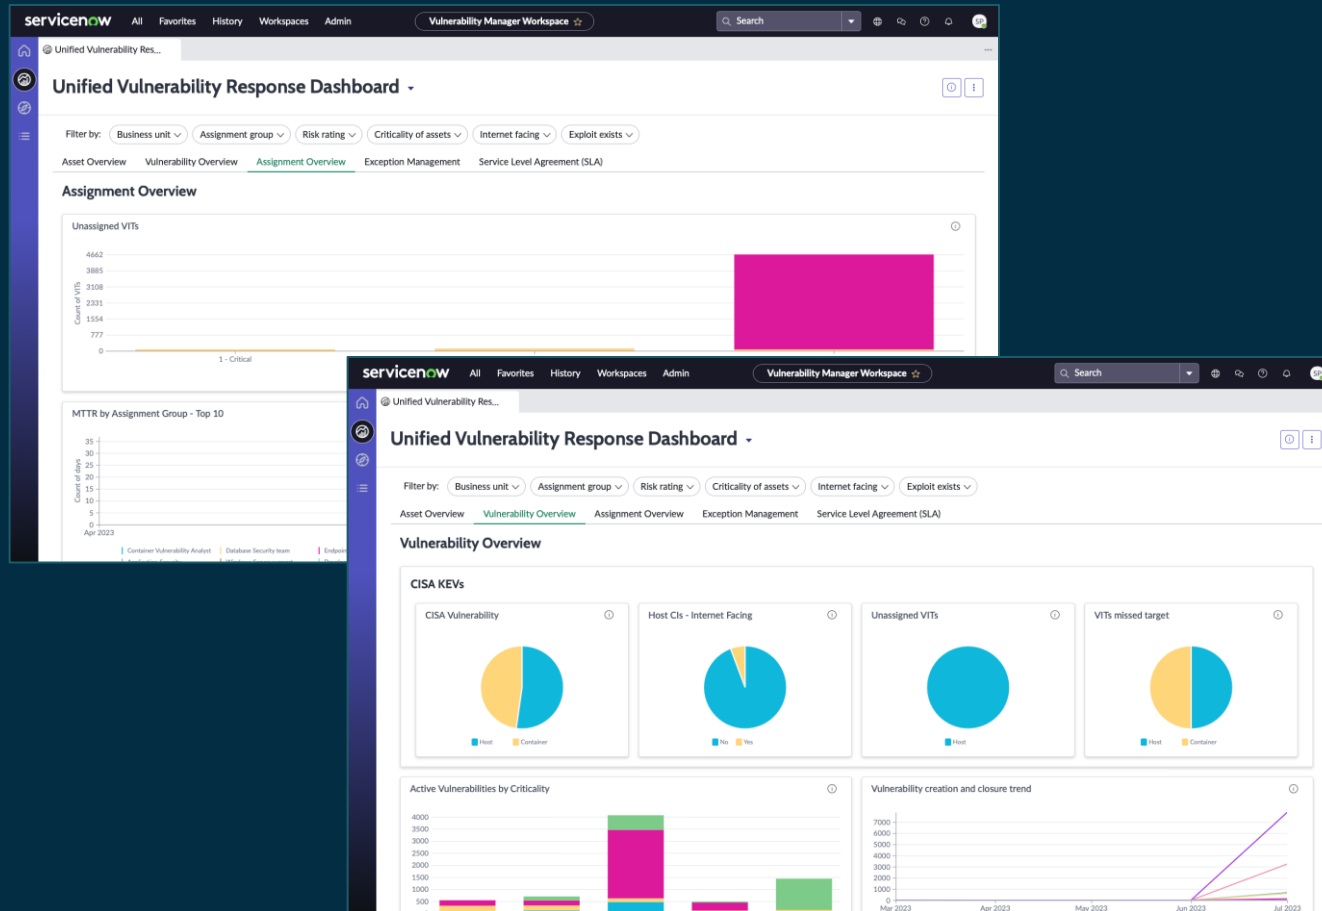 servicenow All Favorites History Workspaces Admin Vulnerability Manager Workspace Search SP
Unified Vulnerability Res...
Unified Vulnerability Response Dashboard
Filter by: Business unit Assignment group Risk rating Criticality of assets Internet facing Exploit exists
Asset Overview Vulnerability Overview Assignment Overview Exception Management Service Level Agreement (SLA)
Assignment Overview
Unassigned VITs
Count of VITs
4662
3885
3108
2331
1554
777
0
1 - Critical
MTTR by Assignment Group - Top 10
Count of days
35
30
25
20
15
10
5
0
Apr 2023
Container Vulnerability Analyst Database Security team Endpoin
servicenow All Favorites History Workspaces Admin Vulnerability Manager Workspace Search SP
Unified Vulnerability Res...
Unified Vulnerability Response Dashboard
Filter by: Business unit Assignment group Risk rating Criticality of assets Internet facing Exploit exists
Asset Overview Vulnerability Overview Assignment Overview Exception Management Service Level Agreement (SLA)
Vulnerability Overview
CISA KEVs
CISA Vulnerability
Host Container
Host CIs - Internet Facing
No Yes
Unassigned VITs
Host
VITs missed target
Host Container
Active Vulnerabilities by Criticality
4000
3500
3000
2500
2000
1500
1000
500
Vulnerability creation and closure trend
7000
6000
5000
4000
3000
2000
1000
0
Mar 2023 Apr 2023 May 2023 Jun 2023 Jul 2023